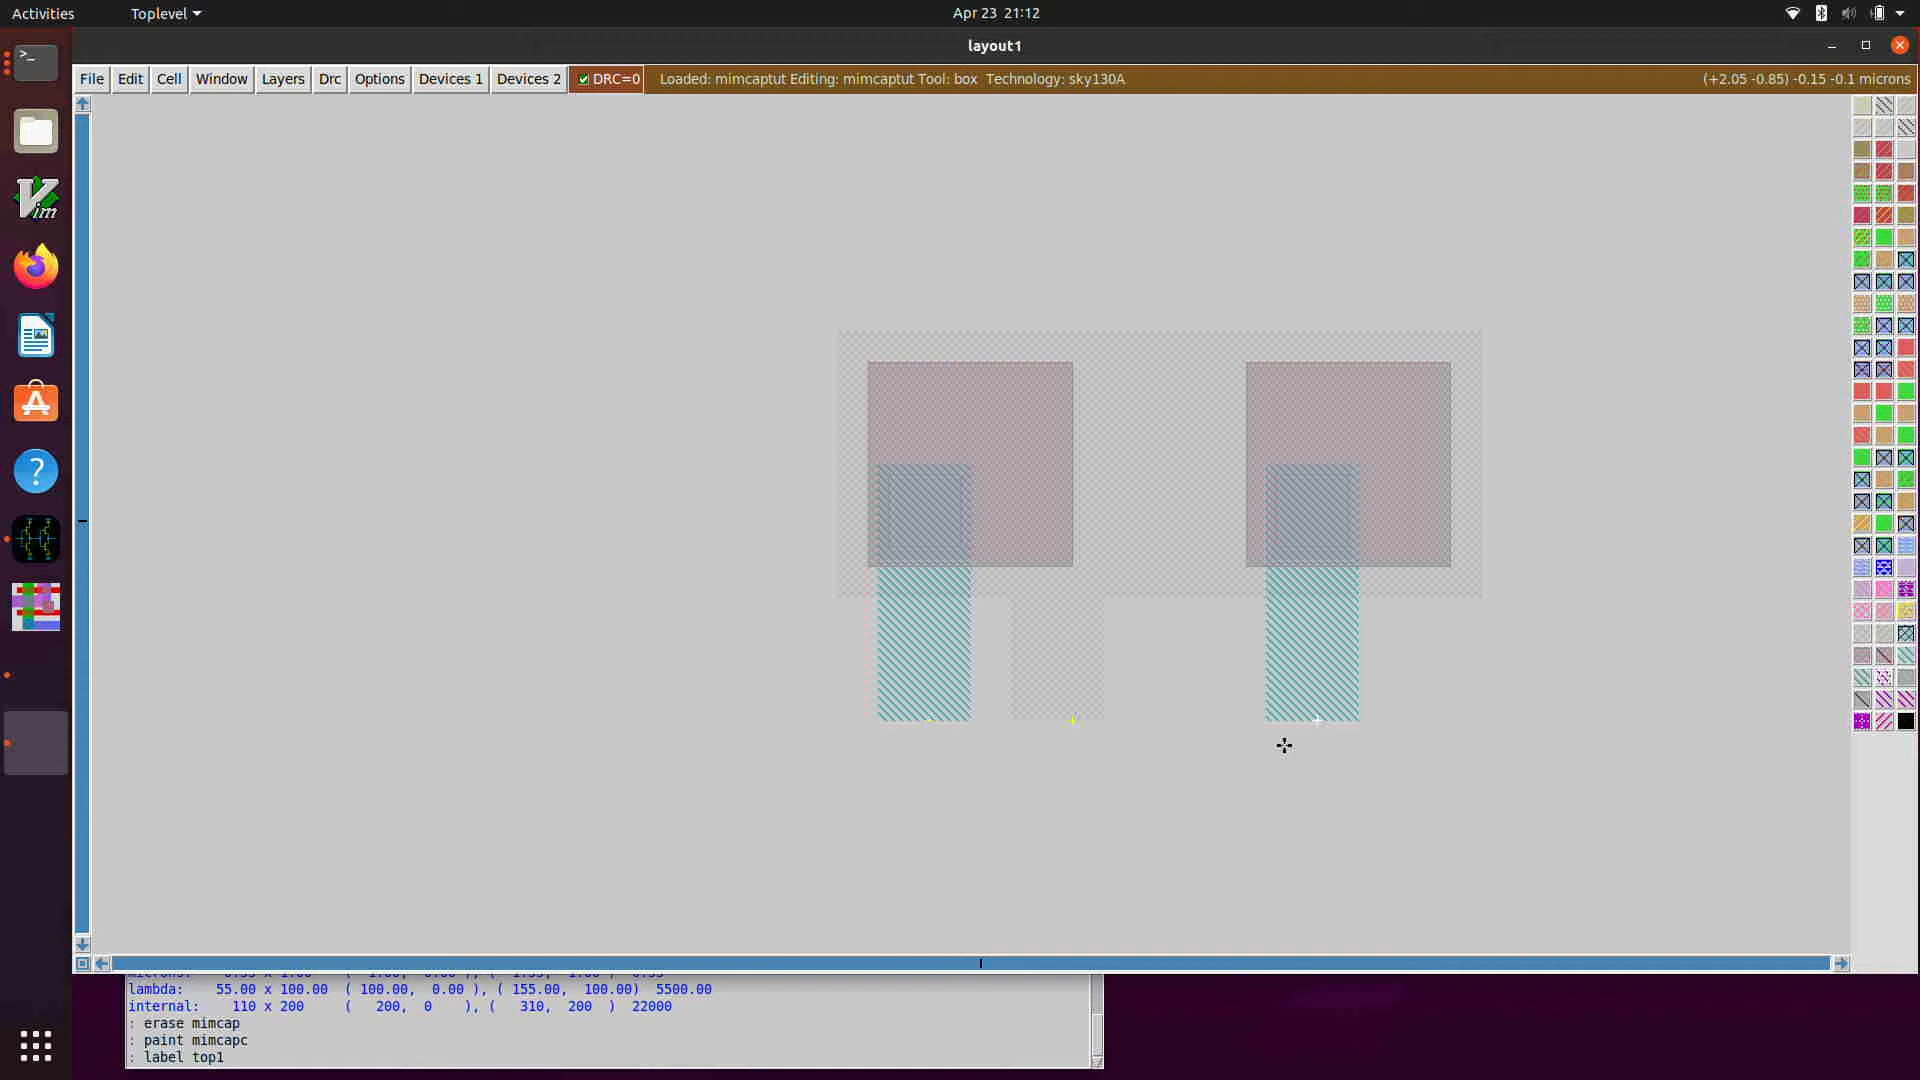 Activities Toplevel Apr 23 21:12
layout1
File Edit Cell Window Layers Drc Options Devices 1 Devices 2 DRC=0 Loaded: mimcaptut Editing: mimcaptut Tool: box Technology: sky130A (+2.05 -0.85) -0.15 -0.1 microns
>_
Vim
?
lambda: 55.00 x 100.00 ( 100.00, 0.00 ), ( 155.00, 100.00) 5500.00
internal: 110 x 200 ( 200, 0 ), ( 310, 200 ) 22000
: erase mimcap
: paint mimcapc
: label top1